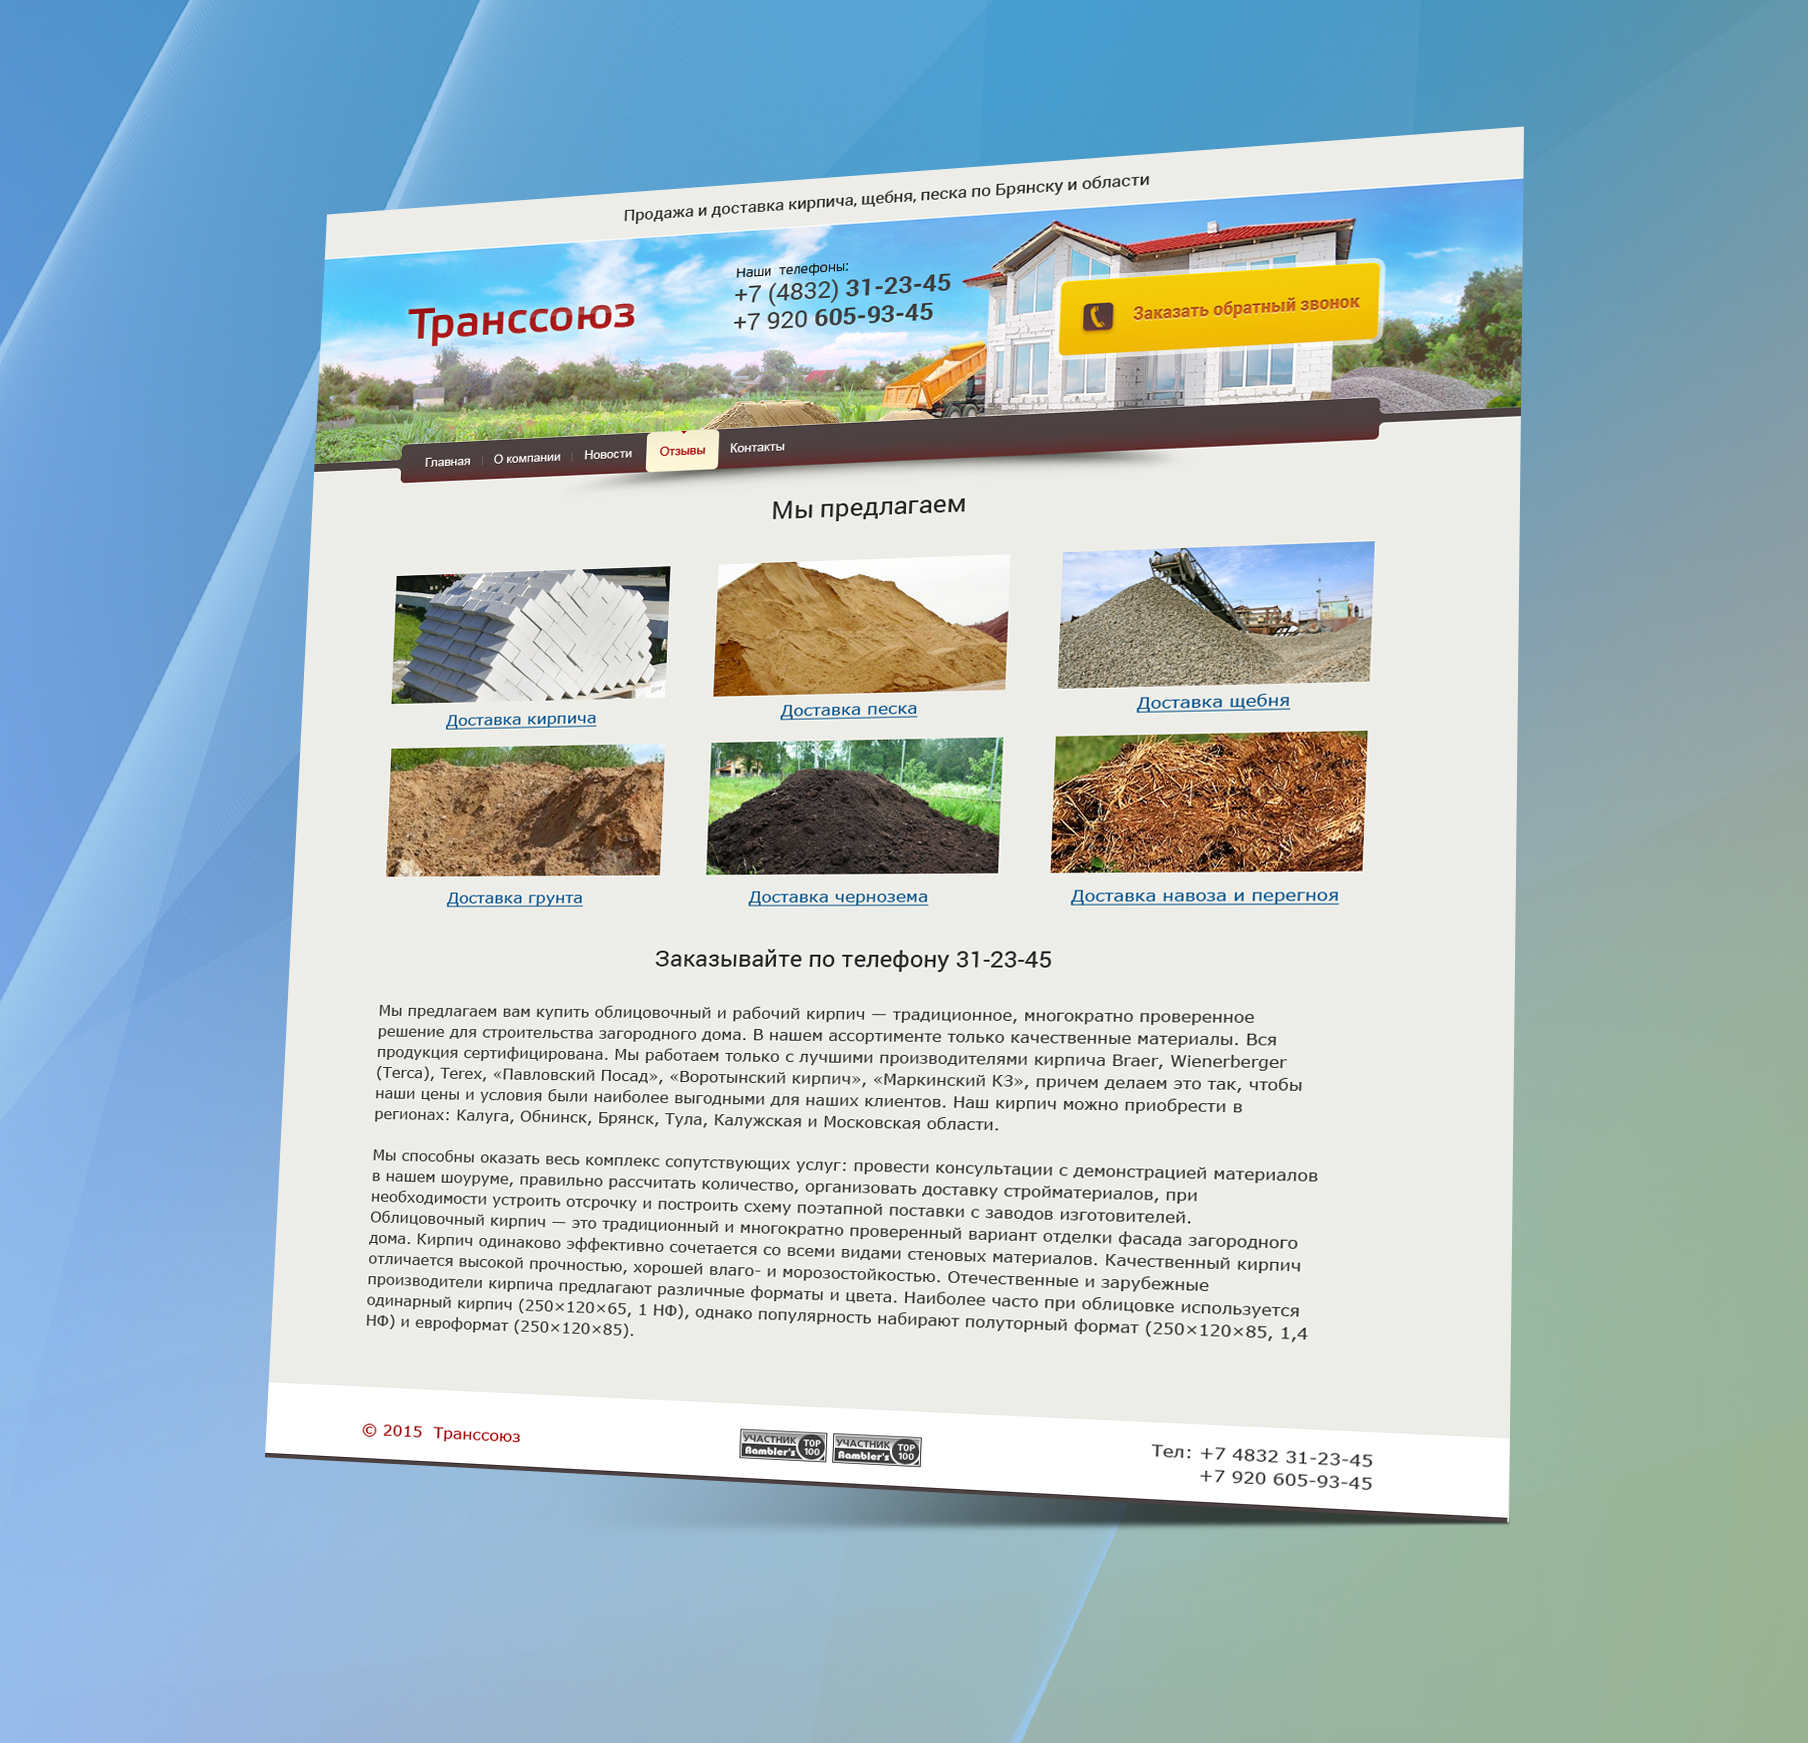 Продажа и доставка кирпича, щебня, песка по Брянску и области
Транссоюз
Наши телефоны:
+7 (4832) 31-23-45
+7 920 605-93-45
Заказать обратный звонок
Главная
О компании
Новости
Отзывы
Контакты
Мы предлагаем
Доставка кирпича
Доставка песка
Доставка щебня
Доставка грунта
Доставка чернозема
Доставка навоза и перегноя
Заказывайте по телефону 31-23-45
Мы предлагаем вам купить облицовочный и рабочий кирпич — традиционное, многократно проверенное
решение для строительства загородного дома. В нашем ассортименте только качественные материалы. Вся
продукция сертифицирована. Мы работаем только с лучшими производителями кирпича Braer, Wienerberger
(Terca), Terex, «Павловский Посад», «Воротынский кирпич», «Маркинский КЗ», причем делаем это так, чтобы
наши цены и условия были наиболее выгодными для наших клиентов. Наш кирпич можно приобрести в
регионах: Калуга, Обнинск, Брянск, Тула, Калужская и Московская области.
Мы способны оказать весь комплекс сопутствующих услуг: провести консультации с демонстрацией материалов
в нашем шоуруме, правильно рассчитать количество, организовать доставку стройматериалов, при
необходимости устроить отсрочку и построить схему поэтапной поставки с заводов изготовителей.
Облицовочный кирпич — это традиционный и многократно проверенный вариант отделки фасада загородного
дома. Кирпич одинаково эффективно сочетается со всеми видами стеновых материалов. Качественный кирпич
отличается высокой прочностью, хорошей влаго- и морозостойкостью. Отечественные и зарубежные
производители кирпича предлагают различные форматы и цвета. Наиболее часто при облицовке используется
одинарный кирпич (250×120×65, 1 НФ), однако популярность набирают полуторный формат (250×120×85, 1,4
НФ) и евроформат (250×120×85).
© 2015 Транссоюз
УЧАСТНИК
Rambler's
TOP
100
УЧАСТНИК
Rambler's
TOP
100
Тел: +7 4832 31-23-45
+7 920 605-93-45